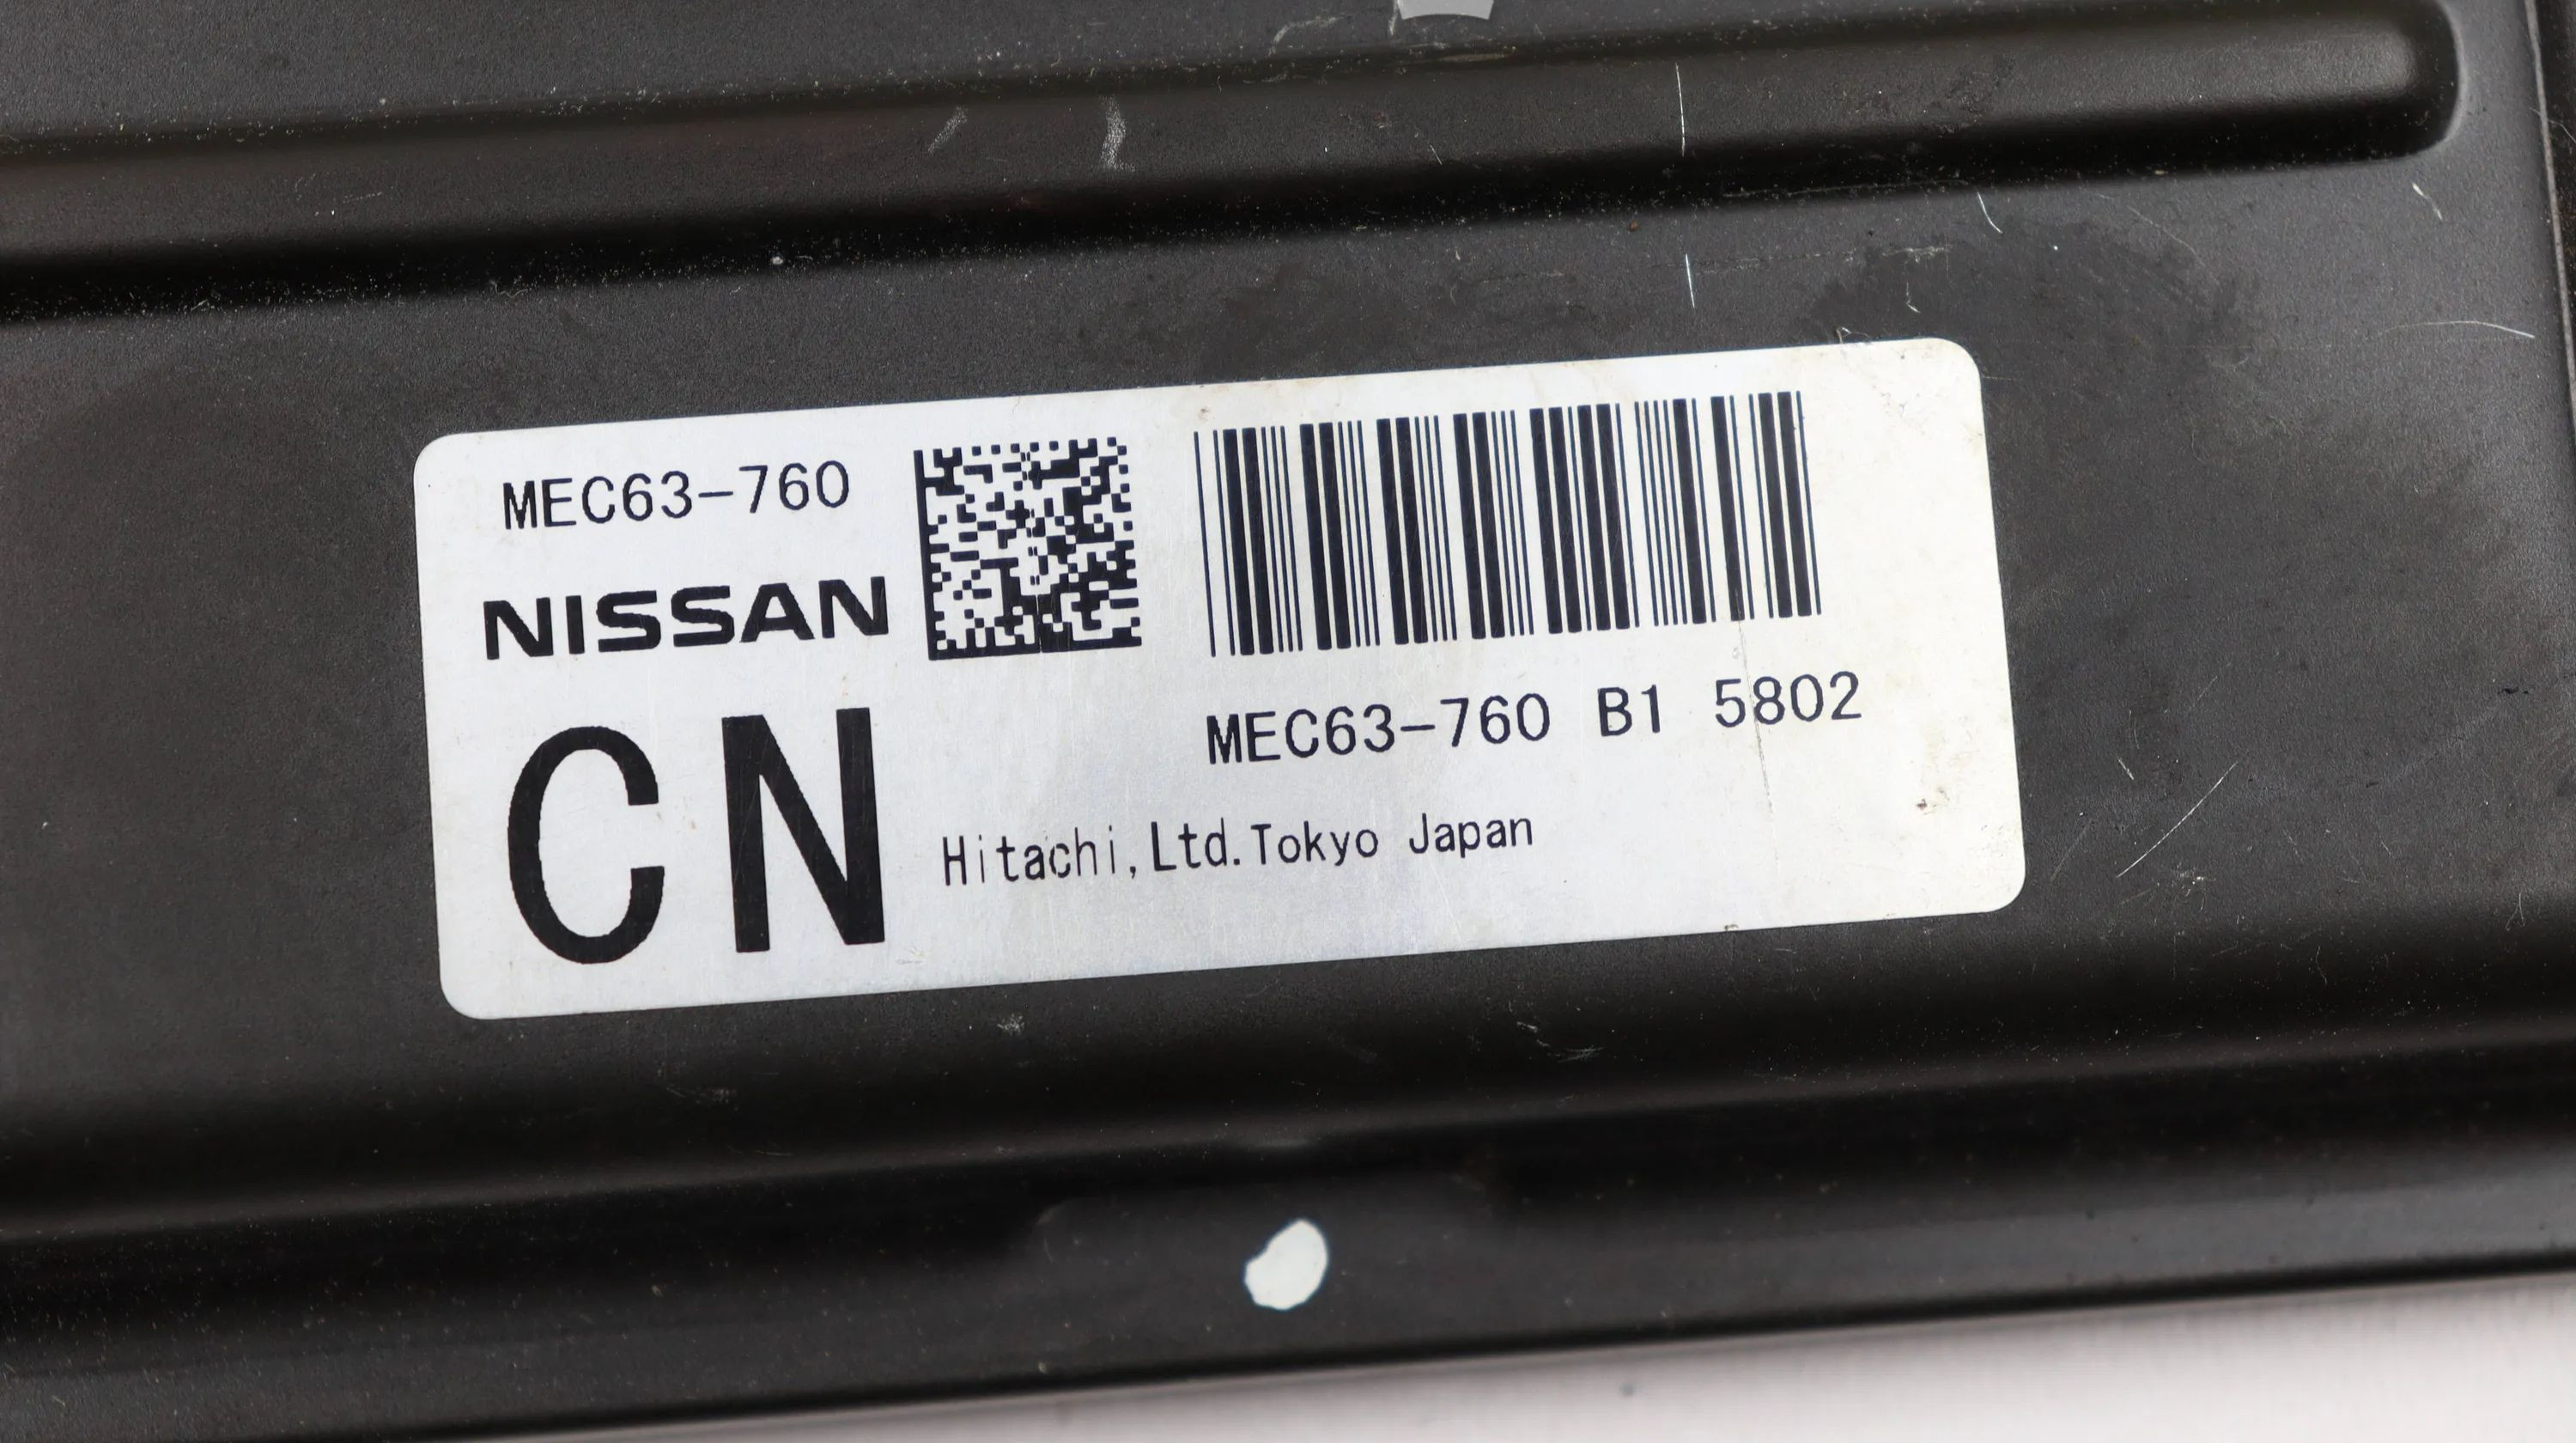 MEC63-760
NISSAN
CN
MEC63-760 B1 5802
Hitachi,Ltd.Tokyo Japan